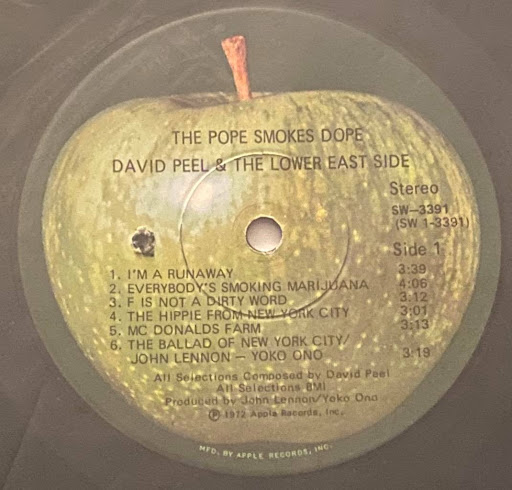 THE POPE SMOKES DOPE
DAVID PEEL & THE LOWER EAST SIDE
Stereo
SW-3391
(SW 1-3391)
Side 1
1. I'M A RUNAWAY 3:39
2. EVERYBODY'S SMOKING MARIJUANA 4:06
3. F IS NOT A DIRTY WORD 3:12
4. THE HIPPIE FROM NEW YORK CITY 3:01
5. MC DONALDS FARM 3:13
6. THE BALLAD OF NEW YORK CITY/
JOHN LENNON – YOKO ONO 3:19
All Selections Composed by David Peel
All Selections BMI
Produced by John Lennon/Yoko Ono
℗ 1972 Apple Records, Inc.
MFD. BY APPLE RECORDS, INC.